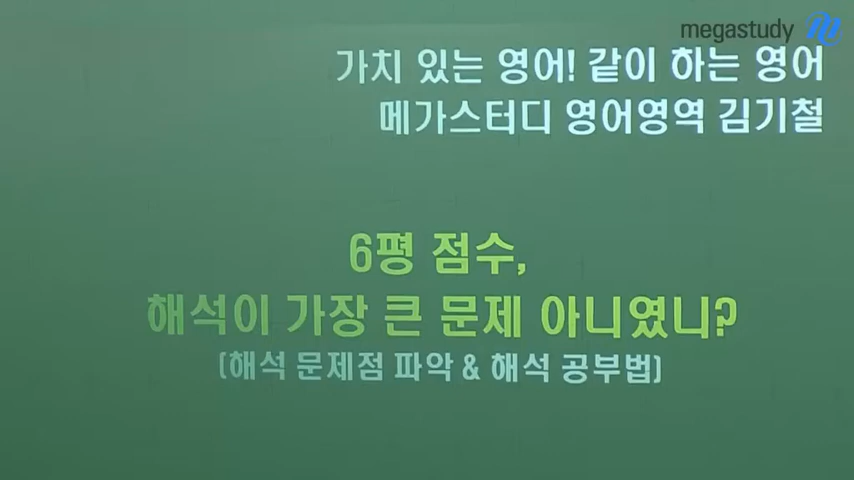 megastudy
가치 있는 영어! 같이 하는 영어
메가스터디 영어영역 김기철
6평 점수,
해석이 가장 큰 문제 아니였니?
(해석 문제점 파악 & 해석 공부법)